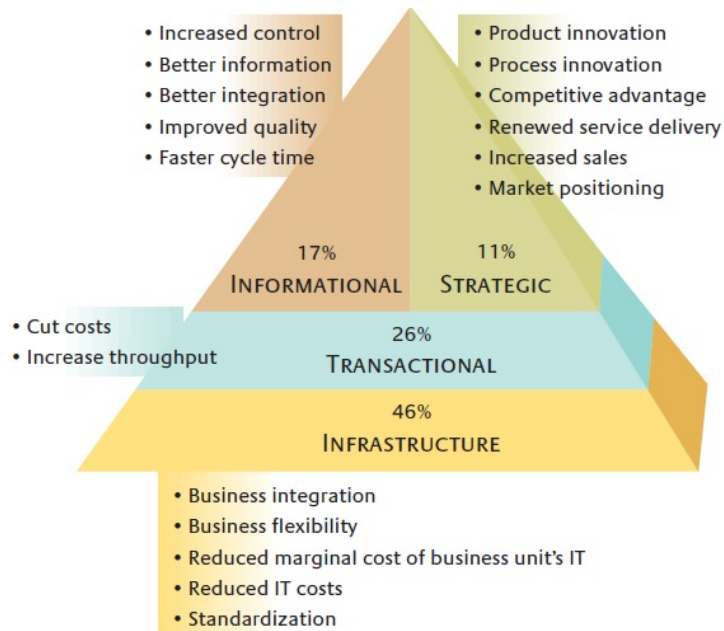 • Increased control
• Better information
• Better integration
• Improved quality
• Faster cycle time
• Product innovation
• Process innovation
• Competitive advantage
• Renewed service delivery
• Increased sales
• Market positioning
17%
INFORMATIONAL
11%
STRATEGIC
• Cut costs
• Increase throughput
26%
TRANSACTIONAL
46%
INFRASTRUCTURE
• Business integration
• Business flexibility
• Reduced marginal cost of business unit's IT
• Reduced IT costs
• Standardization